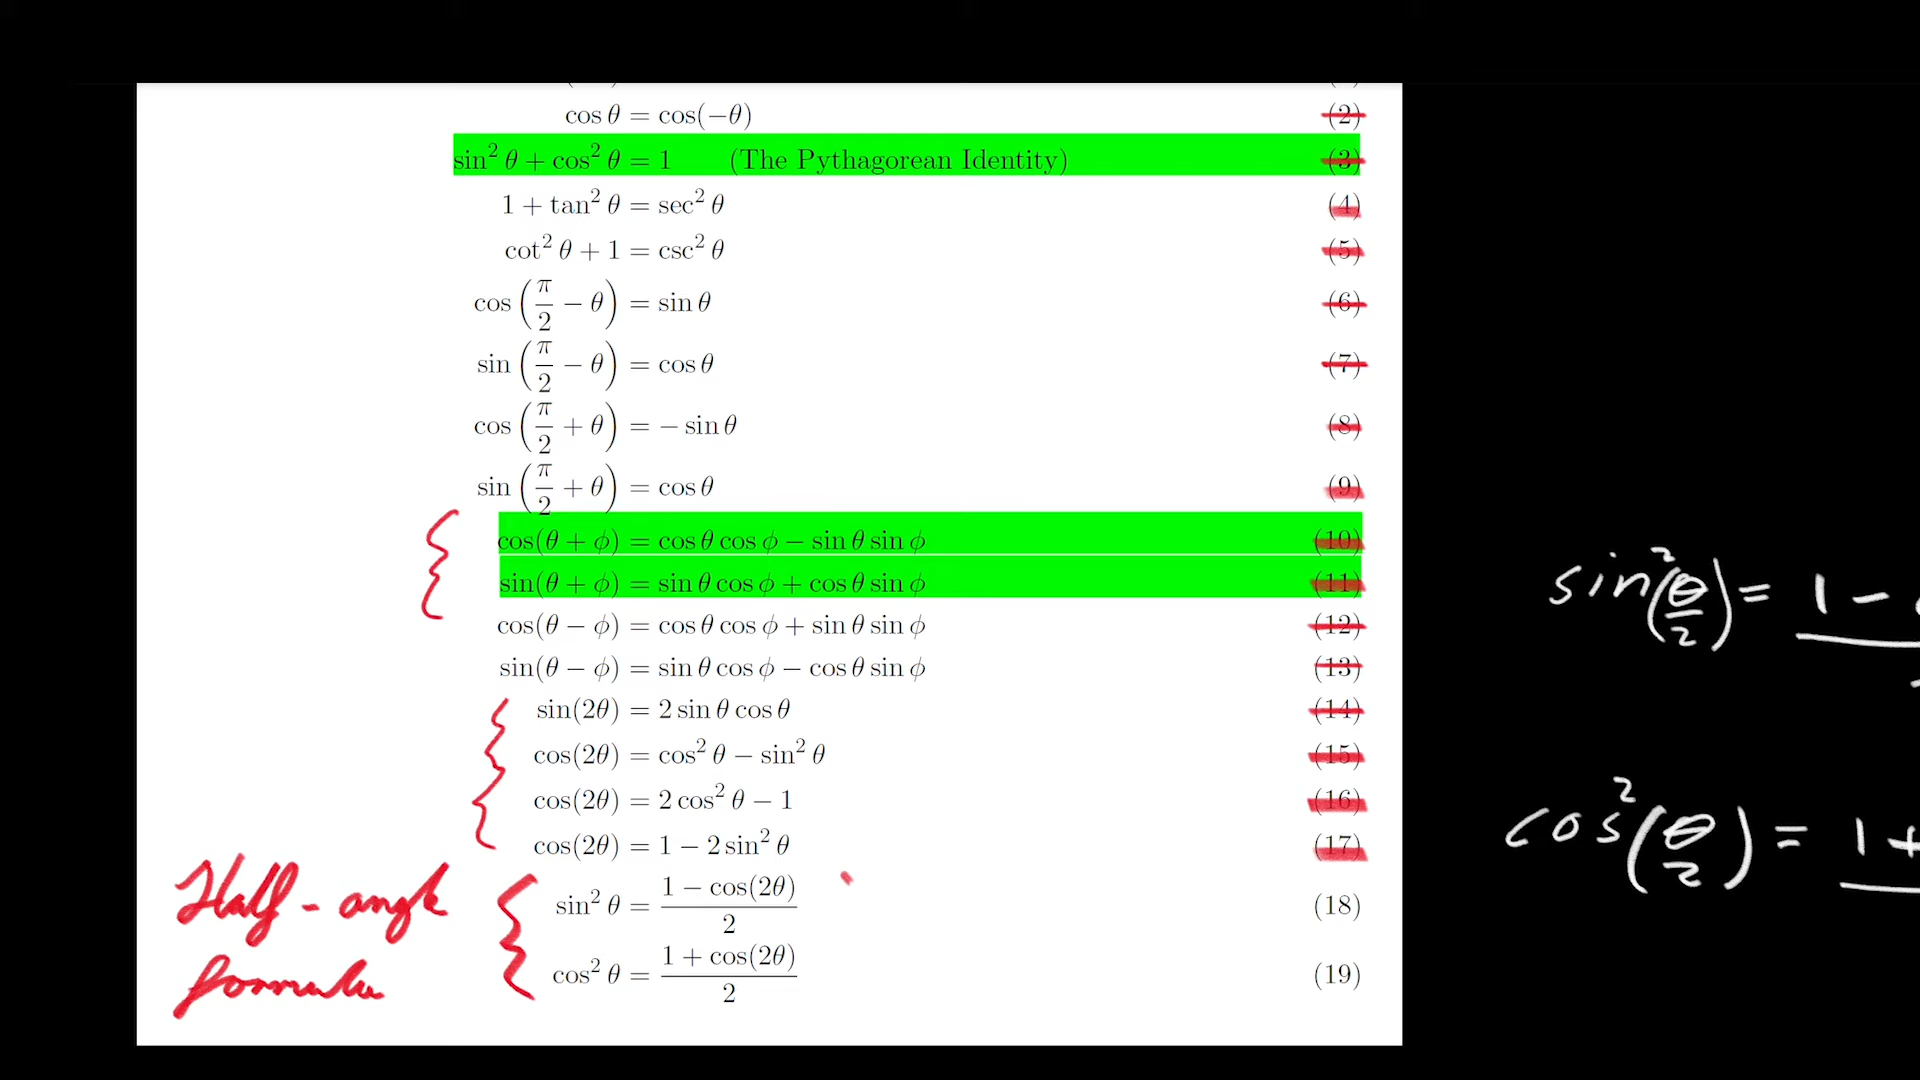 cos θ = cos(−θ) (2)
sin² θ + cos² θ = 1 (The Pythagorean Identity) (3)
1 + tan² θ = sec² θ (4)
cot² θ + 1 = csc² θ (5)
cos (π/2 − θ) = sin θ (6)
sin (π/2 − θ) = cos θ (7)
cos (π/2 + θ) = − sin θ (8)
sin (π/2 + θ) = cos θ (9)
cos(θ + ϕ) = cos θ cos ϕ − sin θ sin ϕ (10)
sin(θ + ϕ) = sin θ cos ϕ + cos θ sin ϕ (11)
cos(θ − ϕ) = cos θ cos ϕ + sin θ sin ϕ (12)
sin(θ − ϕ) = sin θ cos ϕ − cos θ sin ϕ (13)
sin(2θ) = 2 sin θ cos θ (14)
cos(2θ) = cos² θ − sin² θ (15)
cos(2θ) = 2 cos² θ − 1 (16)
cos(2θ) = 1 − 2 sin² θ (17)
sin² θ = (1 − cos(2θ))/2 (18)
cos² θ = (1 + cos(2θ))/2 (19)
Half-angle
formula
sin²(θ/2) = 1 −
cos²(θ/2) = 1 +